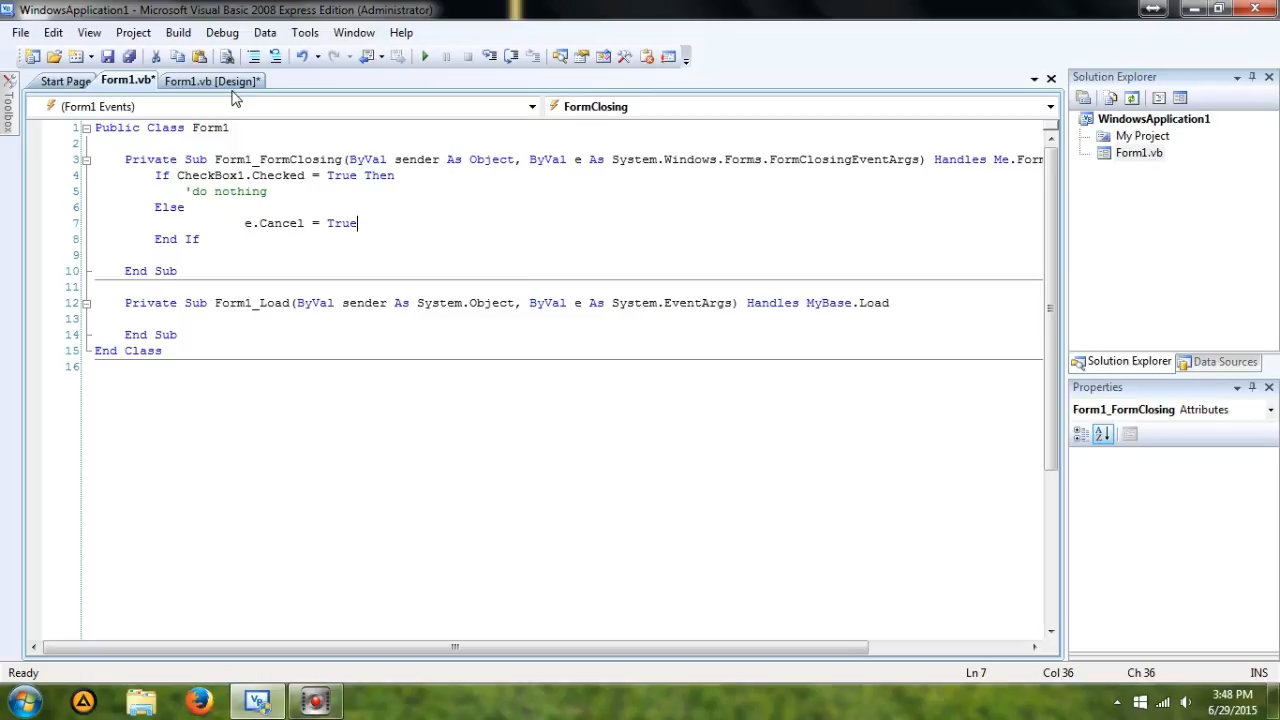 WindowsApplication1 - Microsoft Visual Basic 2008 Express Edition (Administrator)
File Edit View Project Build Debug Data Tools Window Help
Start Page Form1.vb* Form1.vb [Design]*
(Form1 Events) FormClosing
1 Public Class Form1
2
3 Private Sub Form1_FormClosing(ByVal sender As Object, ByVal e As System.Windows.Forms.FormClosingEventArgs) Handles Me.Form
4 If CheckBox1.Checked = True Then
5 'do nothing
6 Else
7 e.Cancel = True
8 End If
9
10 End Sub
11
12 Private Sub Form1_Load(ByVal sender As System.Object, ByVal e As System.EventArgs) Handles MyBase.Load
13
14 End Sub
15 End Class
16
Toolbox
Solution Explorer
WindowsApplication1
My Project
Form1.vb
Solution Explorer Data Sources
Properties
Form1_FormClosing Attributes
Ready Ln 7 Col 36 Ch 36 INS
3:48 PM
6/29/2015